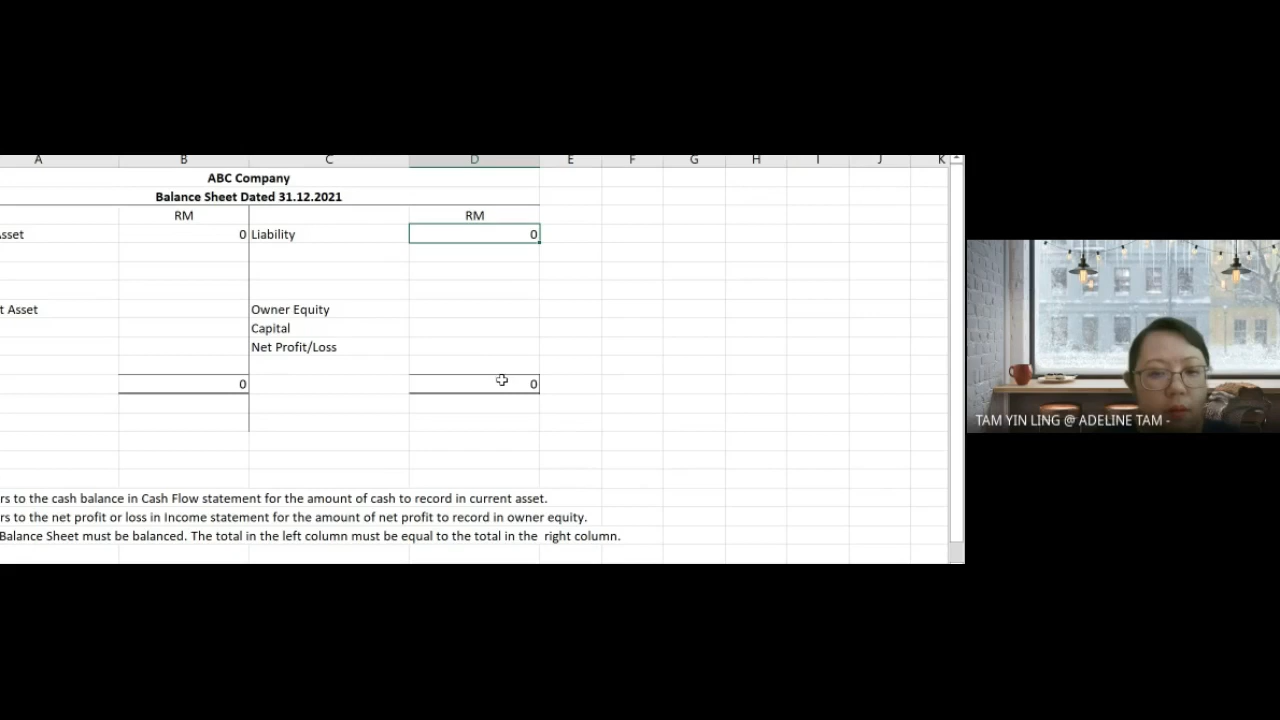 A B C D E F G H I J K
ABC Company
Balance Sheet Dated 31.12.2021
RM RM
Asset 0 Liability 0
t Asset Owner Equity
Capital
Net Profit/Loss
0 0
rs to the cash balance in Cash Flow statement for the amount of cash to record in current asset.
rs to the net profit or loss in Income statement for the amount of net profit to record in owner equity.
Balance Sheet must be balanced. The total in the left column must be equal to the total in the right column.
TAM YIN LING @ ADELINE TAM -